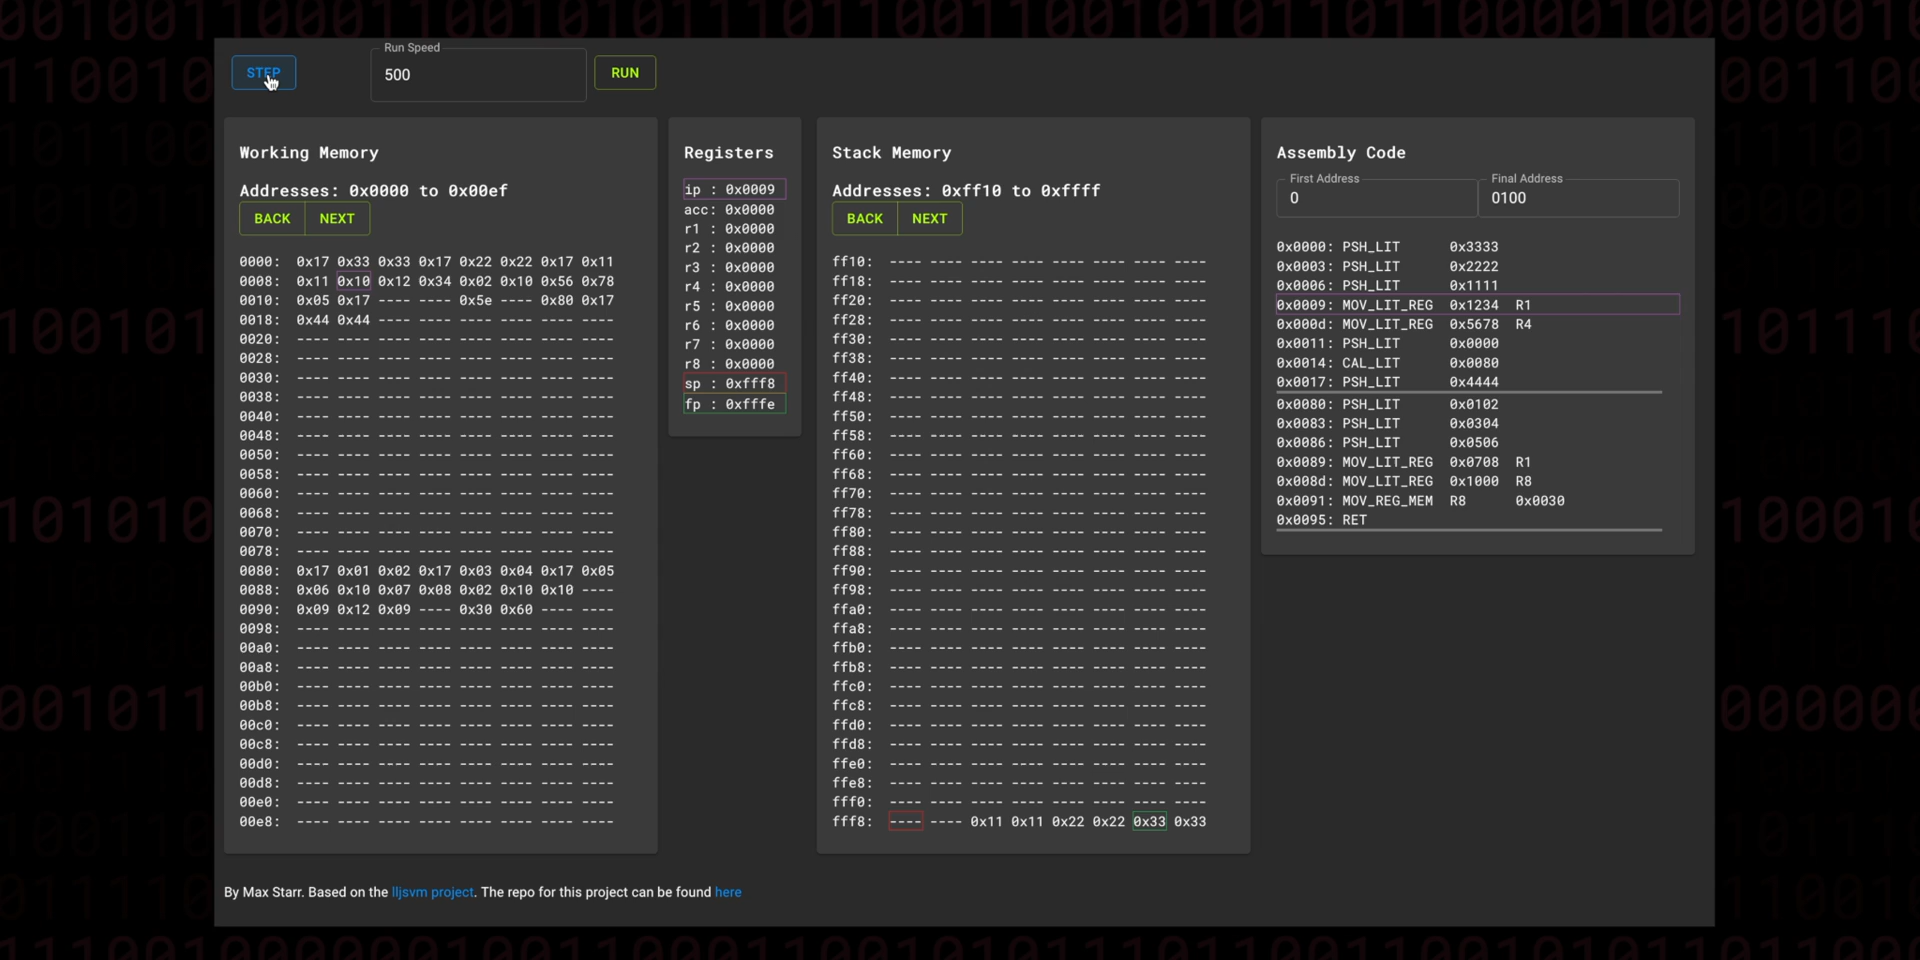 STEP
Run Speed
500
RUN
Working Memory
Addresses: 0x0000 to 0x00ef
BACK NEXT
0000: 0x17 0x33 0x33 0x17 0x22 0x22 0x17 0x11
0008: 0x11 0x10 0x12 0x34 0x02 0x10 0x56 0x78
0010: 0x05 0x17 ---- ---- 0x5e ---- 0x80 0x17
0018: 0x44 0x44 ---- ---- ---- ---- ---- ----
0020: ---- ---- ---- ---- ---- ---- ---- ----
0028: ---- ---- ---- ---- ---- ---- ---- ----
0030: ---- ---- ---- ---- ---- ---- ---- ----
0038: ---- ---- ---- ---- ---- ---- ---- ----
0040: ---- ---- ---- ---- ---- ---- ---- ----
0048: ---- ---- ---- ---- ---- ---- ---- ----
0050: ---- ---- ---- ---- ---- ---- ---- ----
0058: ---- ---- ---- ---- ---- ---- ---- ----
0060: ---- ---- ---- ---- ---- ---- ---- ----
0068: ---- ---- ---- ---- ---- ---- ---- ----
0070: ---- ---- ---- ---- ---- ---- ---- ----
0078: ---- ---- ---- ---- ---- ---- ---- ----
0080: 0x17 0x01 0x02 0x17 0x03 0x04 0x17 0x05
0088: 0x06 0x10 0x07 0x08 0x02 0x10 0x10 ----
0090: 0x09 0x12 0x09 ---- 0x30 0x60 ---- ----
0098: ---- ---- ---- ---- ---- ---- ---- ----
00a0: ---- ---- ---- ---- ---- ---- ---- ----
00a8: ---- ---- ---- ---- ---- ---- ---- ----
00b0: ---- ---- ---- ---- ---- ---- ---- ----
00b8: ---- ---- ---- ---- ---- ---- ---- ----
00c0: ---- ---- ---- ---- ---- ---- ---- ----
00c8: ---- ---- ---- ---- ---- ---- ---- ----
00d0: ---- ---- ---- ---- ---- ---- ---- ----
00d8: ---- ---- ---- ---- ---- ---- ---- ----
00e0: ---- ---- ---- ---- ---- ---- ---- ----
00e8: ---- ---- ---- ---- ---- ---- ---- ----
Registers
ip : 0x0009
acc: 0x0000
r1 : 0x0000
r2 : 0x0000
r3 : 0x0000
r4 : 0x0000
r5 : 0x0000
r6 : 0x0000
r7 : 0x0000
r8 : 0x0000
sp : 0xfff8
fp : 0xfffe
Stack Memory
Addresses: 0xff10 to 0xffff
BACK NEXT
ff10: ---- ---- ---- ---- ---- ---- ---- ----
ff18: ---- ---- ---- ---- ---- ---- ---- ----
ff20: ---- ---- ---- ---- ---- ---- ---- ----
ff28: ---- ---- ---- ---- ---- ---- ---- ----
ff30: ---- ---- ---- ---- ---- ---- ---- ----
ff38: ---- ---- ---- ---- ---- ---- ---- ----
ff40: ---- ---- ---- ---- ---- ---- ---- ----
ff48: ---- ---- ---- ---- ---- ---- ---- ----
ff50: ---- ---- ---- ---- ---- ---- ---- ----
ff58: ---- ---- ---- ---- ---- ---- ---- ----
ff60: ---- ---- ---- ---- ---- ---- ---- ----
ff68: ---- ---- ---- ---- ---- ---- ---- ----
ff70: ---- ---- ---- ---- ---- ---- ---- ----
ff78: ---- ---- ---- ---- ---- ---- ---- ----
ff80: ---- ---- ---- ---- ---- ---- ---- ----
ff88: ---- ---- ---- ---- ---- ---- ---- ----
ff90: ---- ---- ---- ---- ---- ---- ---- ----
ff98: ---- ---- ---- ---- ---- ---- ---- ----
ffa0: ---- ---- ---- ---- ---- ---- ---- ----
ffa8: ---- ---- ---- ---- ---- ---- ---- ----
ffb0: ---- ---- ---- ---- ---- ---- ---- ----
ffb8: ---- ---- ---- ---- ---- ---- ---- ----
ffc0: ---- ---- ---- ---- ---- ---- ---- ----
ffc8: ---- ---- ---- ---- ---- ---- ---- ----
ffd0: ---- ---- ---- ---- ---- ---- ---- ----
ffd8: ---- ---- ---- ---- ---- ---- ---- ----
ffe0: ---- ---- ---- ---- ---- ---- ---- ----
ffe8: ---- ---- ---- ---- ---- ---- ---- ----
fff0: ---- ---- ---- ---- ---- ---- ---- ----
fff8: ---- ---- 0x11 0x11 0x22 0x22 0x33 0x33
Assembly Code
First Address
0
Final Address
0100
0x0000: PSH_LIT 0x3333
0x0003: PSH_LIT 0x2222
0x0006: PSH_LIT 0x1111
0x0009: MOV_LIT_REG 0x1234 R1
0x000d: MOV_LIT_REG 0x5678 R4
0x0011: PSH_LIT 0x0000
0x0014: CAL_LIT 0x0080
0x0017: PSH_LIT 0x4444
0x0080: PSH_LIT 0x0102
0x0083: PSH_LIT 0x0304
0x0086: PSH_LIT 0x0506
0x0089: MOV_LIT_REG 0x0708 R1
0x008d: MOV_LIT_REG 0x1000 R8
0x0091: MOV_REG_MEM R8 0x0030
0x0095: RET
By Max Starr. Based on the lljsvm project. The repo for this project can be found here